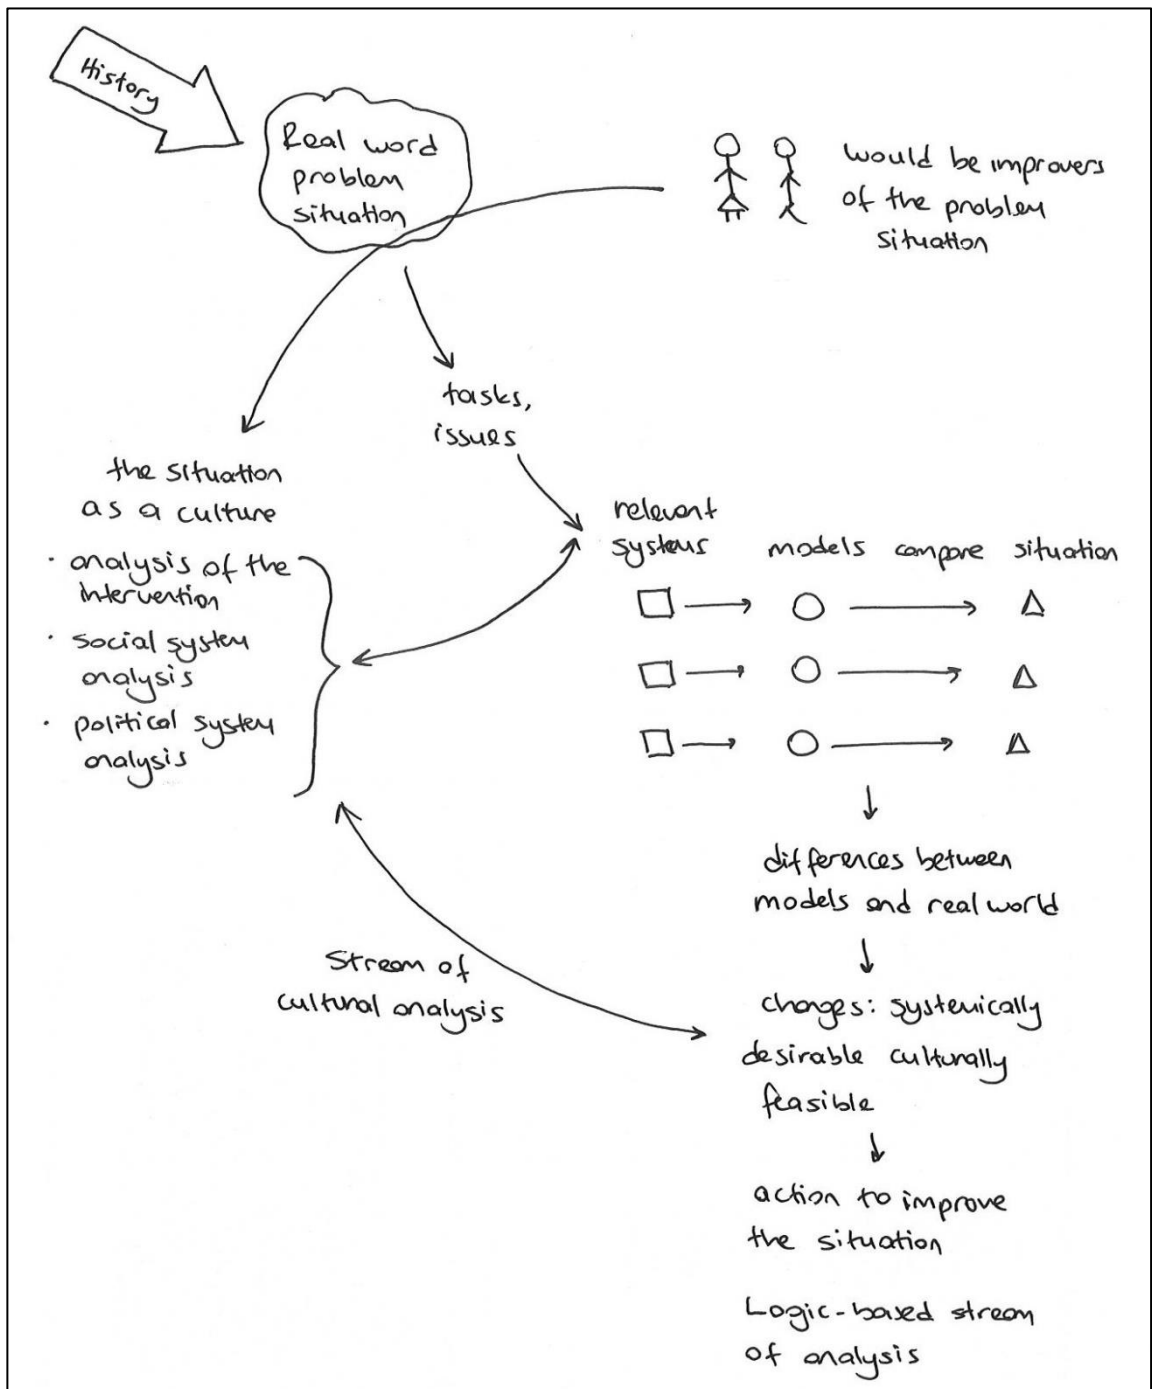 History
Real word
problem
situation
would be improvers
of the problem
situation
tasks,
issues
the situation
as a culture
· analysis of the
intervention
· social system
analysis
· political system
analysis
relevant
systems
models compare situation
differences between
models and real world
Stream of
cultural analysis
changes: systemically
desirable culturally
feasible
action to improve
the situation
Logic-based stream
of analysis